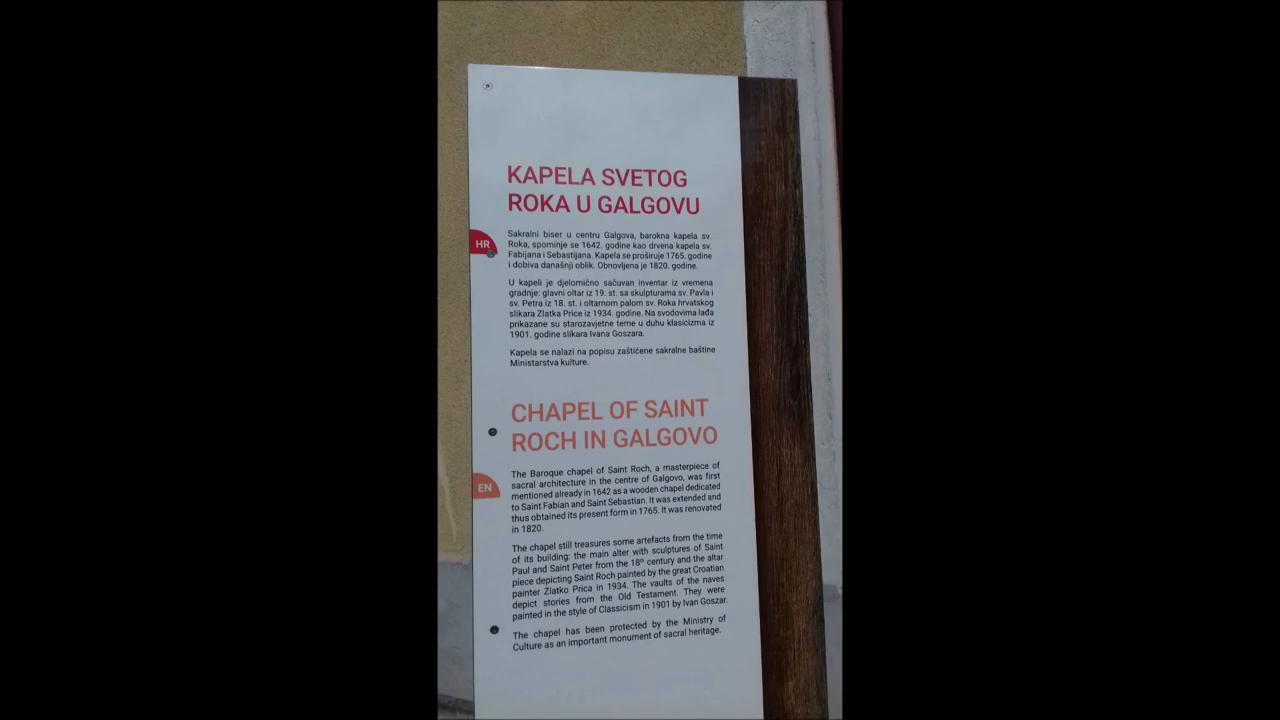 KAPELA SVETOG
ROKA U GALGOVU
HR
Sakralni biser u centru Galgova, barokna kapela sv.
Roka, spominje se 1642. godine kao drvena kapela sv.
Fabijana i Sebastijana. Kapela se proširuje 1765. godine
i dobiva današnji oblik. Obnovljena je 1820. godine.
U kapeli je djelomično sačuvan inventar iz vremena
gradnje: glavni oltar iz 19. st. sa skulpturama sv. Pavla i
sv. Petra iz 18. st. i oltarnom palom sv. Roka hrvatskog
slikara Zlatka Price iz 1934. godine. Na svodovima lađa
prikazane su starozavjetne teme u duhu klasicizma iz
1901. godine slikara Ivana Goszara.
Kapela se nalazi na popisu zaštićene sakralne baštine
Ministarstva kulture.
CHAPEL OF SAINT
ROCH IN GALGOVO
EN
The Baroque chapel of Saint Roch, a masterpiece of
sacral architecture in the centre of Galgovo, was first
mentioned already in 1642 as a wooden chapel dedicated
to Saint Fabian and Saint Sebastian. It was extended and
thus obtained its present form in 1765. It was renovated
in 1820.
The chapel still treasures some artefacts from the time
of its building: the main alter with sculptures of Saint
Paul and Saint Peter from the 18th century and the altar
piece depicting Saint Roch painted by the great Croatian
painter Zlatko Prica in 1934. The vaults of the naves
depict stories from the Old Testament. They were
painted in the style of Classicism in 1901 by Ivan Goszar.
The chapel has been protected by the Ministry of
Culture as an important monument of sacral heritage.